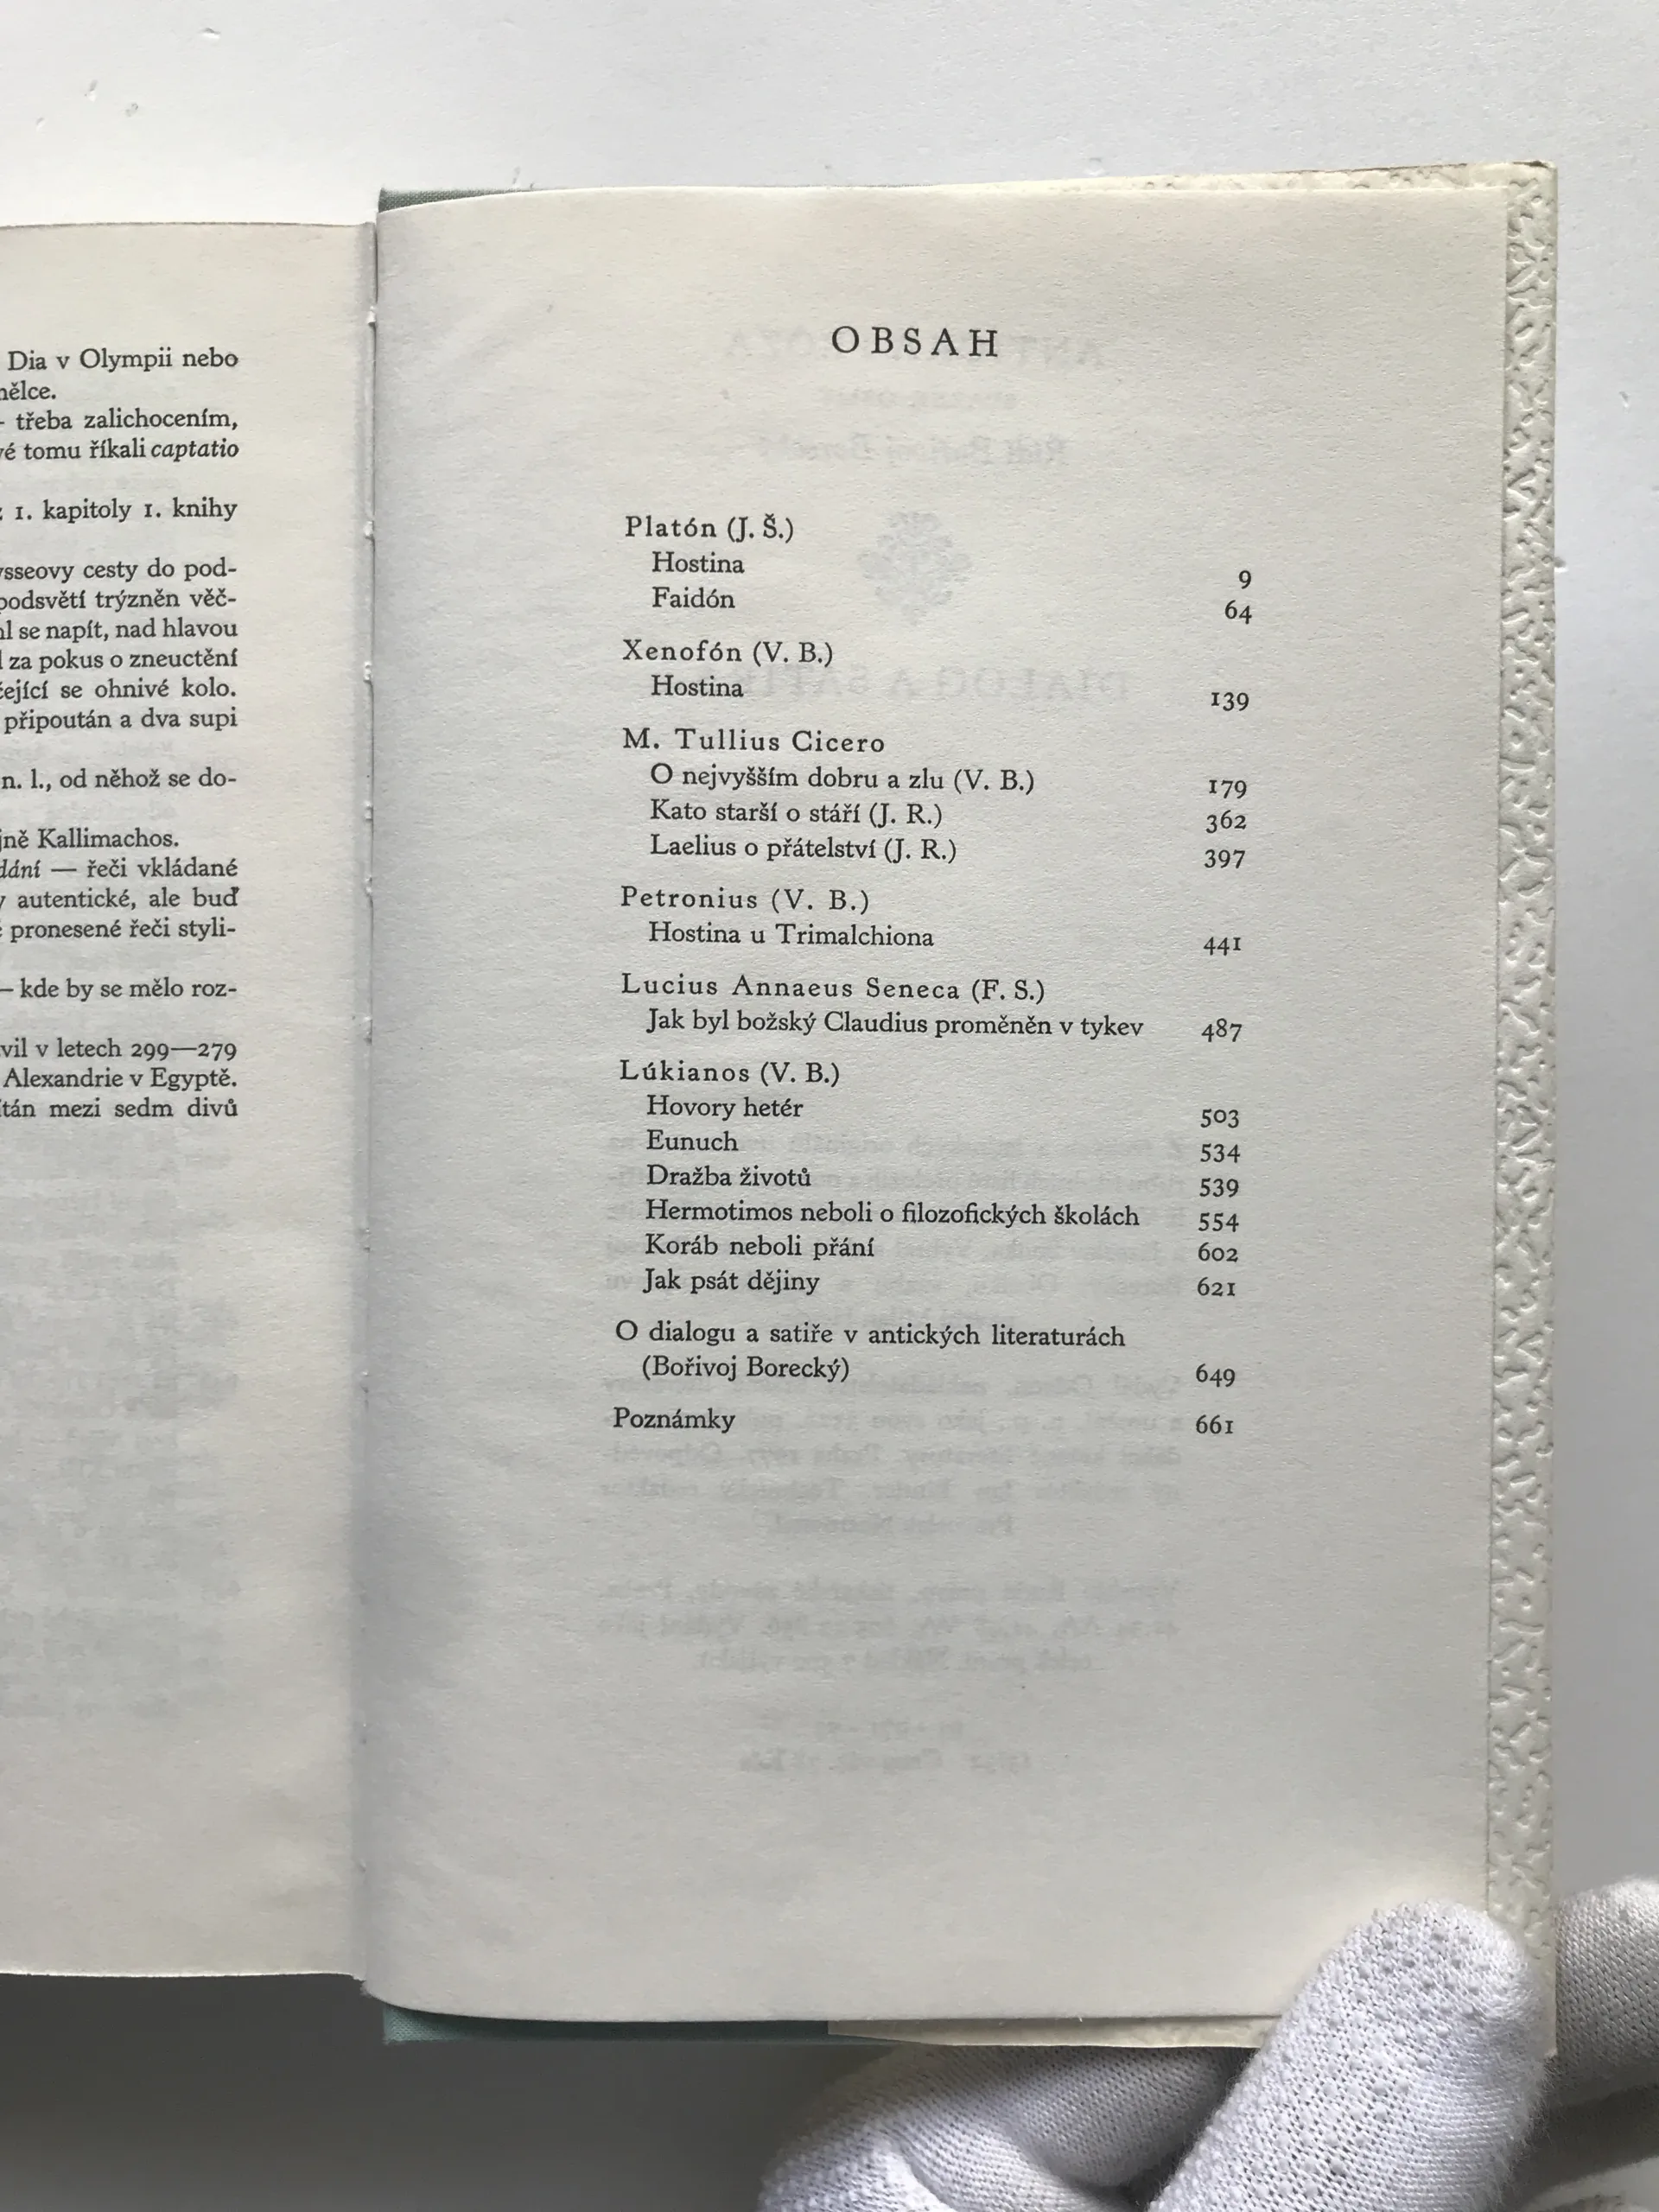 Dia v Olympii nebo
třeba zalichocením,
tomu říkali captatio
1. kapitoly 1. knihy
cesty do pod-
trýzněn věč-
se napít, nad hlavou
za pokus o zneuctění
se ohnivé kolo.
připoután a dva supi
n. l., od něhož se do-
Kallimachos.
— řeči vkládané
autentické, ale buď
pronesené řeči styli-
— kde by se mělo roz-
v letech 299—279
Alexandrie v Egyptě.
mezi sedm divů
OBSAH
Platón (J. Š.)
Hostina 9
Faidón 64
Xenofón (V. B.)
Hostina 139
M. Tullius Cicero
O nejvyšším dobru a zlu (V. B.) 179
Kato starší o stáří (J. R.) 362
Laelius o přátelství (J. R.) 397
Petronius (V. B.)
Hostina u Trimalchiona 441
Lucius Annaeus Seneca (F. S.)
Jak byl božský Claudius proměněn v tykev 487
Lúkianos (V. B.)
Hovory hetér 503
Eunuch 534
Dražba životů 539
Hermotimos neboli o filozofických školách 554
Koráb neboli přání 602
Jak psát dějiny 621
O dialogu a satiře v antických literaturách
(Bořivoj Borecký) 649
Poznámky 661